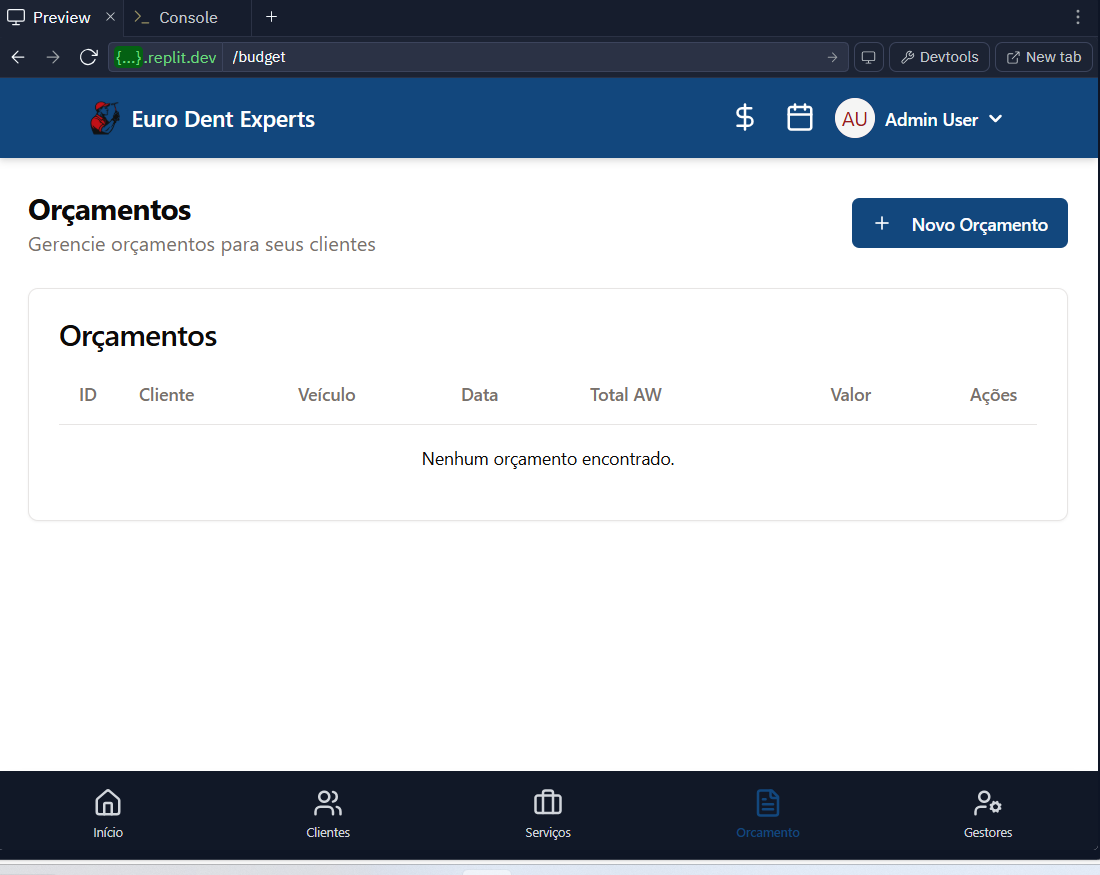 Preview
Console
{...}.replit.dev /budget
Devtools
New tab
Euro Dent Experts
AU
Admin User
Orçamentos
Gerencie orçamentos para seus clientes
Novo Orçamento
Orçamentos
ID Cliente Veículo Data Total AW Valor Ações
Nenhum orçamento encontrado.
Início Clientes Serviços Orcamento Gestores